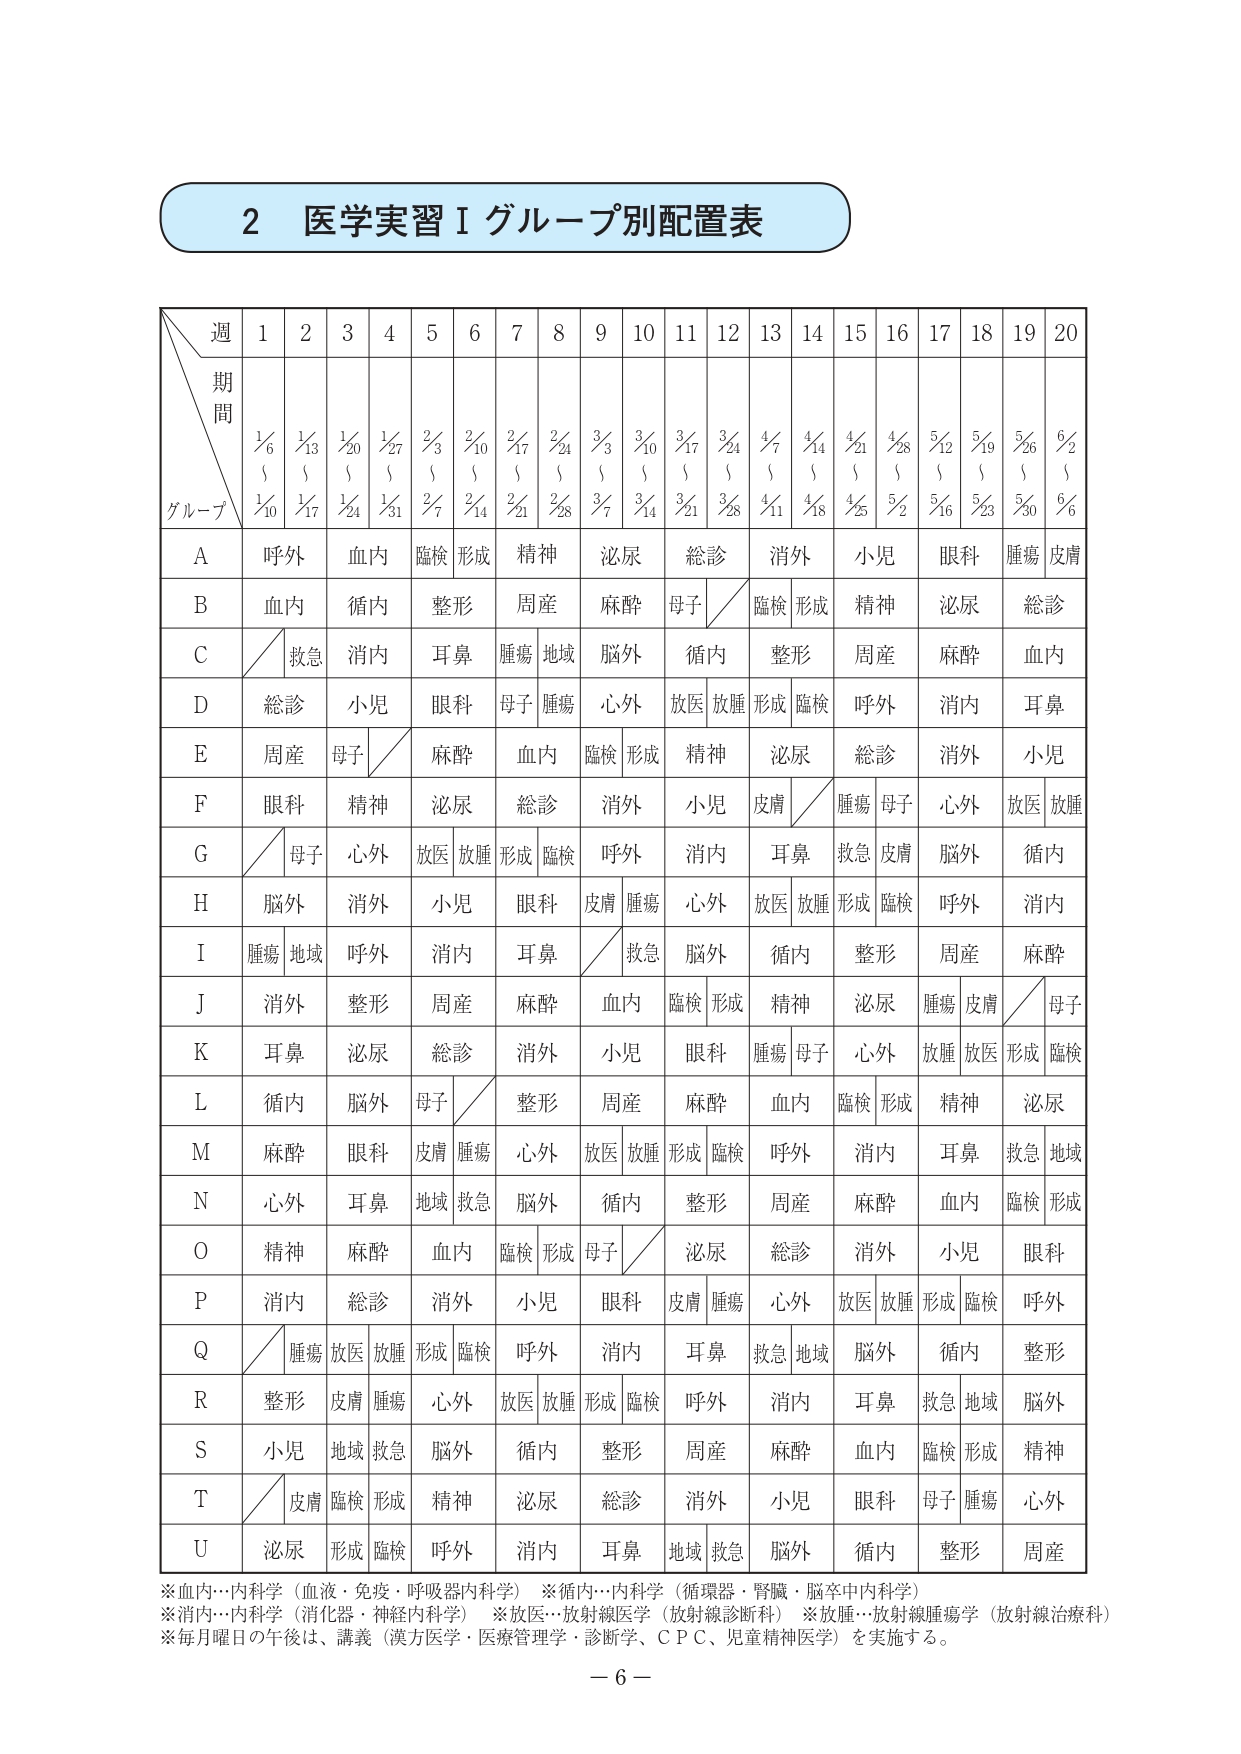 2 医学実習Ⅰ グループ別配置表
週 1 2 3 4 5 6 7 8 9 10 11 12 13 14 15 16 17 18 19 20
期間
グループ
1/6〜1/10 1/13〜1/17 1/20〜1/24 1/27〜1/31 2/3〜2/7 2/10〜2/14 2/17〜2/21 2/24〜2/28 3/3〜3/7 3/10〜3/14 3/17〜3/21 3/24〜3/28 4/7〜4/11 4/14〜4/18 4/21〜4/25 4/28〜5/2 5/12〜5/16 5/19〜5/23 5/26〜5/30 6/2〜6/6
A 呼外 血内 臨検 形成 精神 泌尿 総診 消外 小児 眼科 腫瘍 皮膚
B 血内 循内 整形 周産 麻酔 母子 臨検 形成 精神 泌尿 総診
C 救急 消内 耳鼻 腫瘍 地域 脳外 循内 整形 周産 麻酔 血内
D 総診 小児 眼科 母子 腫瘍 心外 放医 放腫 形成 臨検 呼外 消内 耳鼻
E 周産 母子 麻酔 血内 臨検 形成 精神 泌尿 総診 消外 小児
F 眼科 精神 泌尿 総診 消外 小児 皮膚 腫瘍 母子 心外 放医 放腫
G 母子 心外 放医 放腫 形成 臨検 呼外 消内 耳鼻 救急 皮膚 脳外 循内
H 脳外 消外 小児 眼科 皮膚 腫瘍 心外 放医 放腫 形成 臨検 呼外 消内
I 腫瘍 地域 呼外 消内 耳鼻 救急 脳外 循内 整形 周産 麻酔
J 消外 整形 周産 麻酔 血内 臨検 形成 精神 泌尿 腫瘍 皮膚 母子
K 耳鼻 泌尿 総診 消外 小児 眼科 腫瘍 母子 心外 放腫 放医 形成 臨検
L 循内 脳外 母子 整形 周産 麻酔 血内 臨検 形成 精神 泌尿
M 麻酔 眼科 皮膚 腫瘍 心外 放医 放腫 形成 臨検 呼外 消内 耳鼻 救急 地域
N 心外 耳鼻 地域 救急 脳外 循内 整形 周産 麻酔 血内 臨検 形成
O 精神 麻酔 血内 臨検 形成 母子 泌尿 総診 消外 小児 眼科
P 消内 総診 消外 小児 眼科 皮膚 腫瘍 心外 放医 放腫 形成 臨検 呼外
Q 腫瘍 放医 放腫 形成 臨検 呼外 消内 耳鼻 救急 地域 脳外 循内 整形
R 整形 皮膚 腫瘍 心外 放医 放腫 形成 臨検 呼外 消内 耳鼻 救急 地域 脳外
S 小児 地域 救急 脳外 循内 整形 周産 麻酔 血内 臨検 形成 精神
T 皮膚 臨検 形成 精神 泌尿 総診 消外 小児 眼科 母子 腫瘍 心外
U 泌尿 形成 臨検 呼外 消内 耳鼻 地域 救急 脳外 循内 整形 周産
※血内…内科学（血液・免疫・呼吸器内科学） ※循内…内科学（循環器・腎臓・脳卒中内科学）
※消内…内科学（消化器・神経内科学） ※放医…放射線医学（放射線診断科） ※放腫…放射線腫瘍学（放射線治療科）
※毎月曜日の午後は、講義（漢方医学・医療管理学・診断学、ＣＰＣ、児童精神医学）を実施する。
－ 6 －